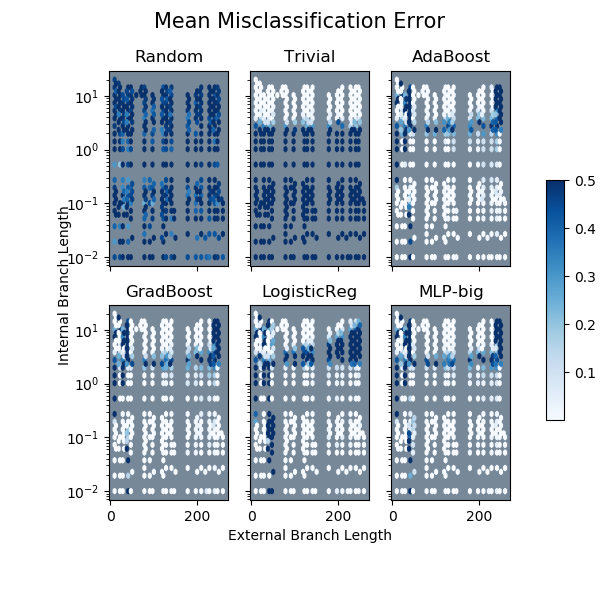 Mean Misclassification Error
Random Trivial AdaBoost
10¹
10⁰
10⁻¹
10⁻²
GradBoost LogisticReg MLP-big
10¹
10⁰
10⁻¹
10⁻²
0 200 0 200 0 200
Internal Branch Length
External Branch Length
0.5
0.4
0.3
0.2
0.1